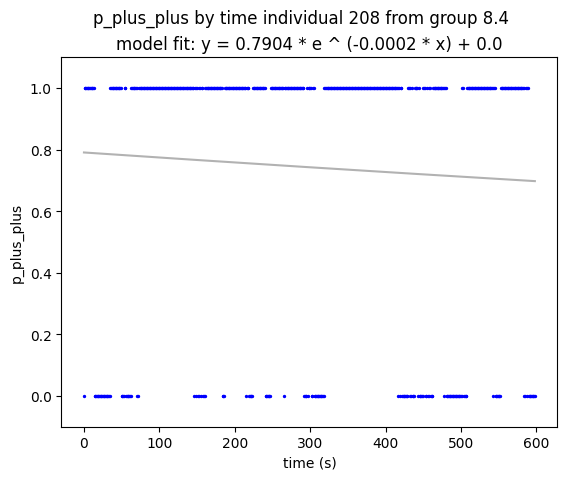 p_plus_plus by time individual 208 from group 8.4
model fit: y = 0.7904 * e ^ (-0.0002 * x) + 0.0
1.0
0.8
0.6
0.4
0.2
0.0
p_plus_plus
0 100 200 300 400 500 600
time (s)